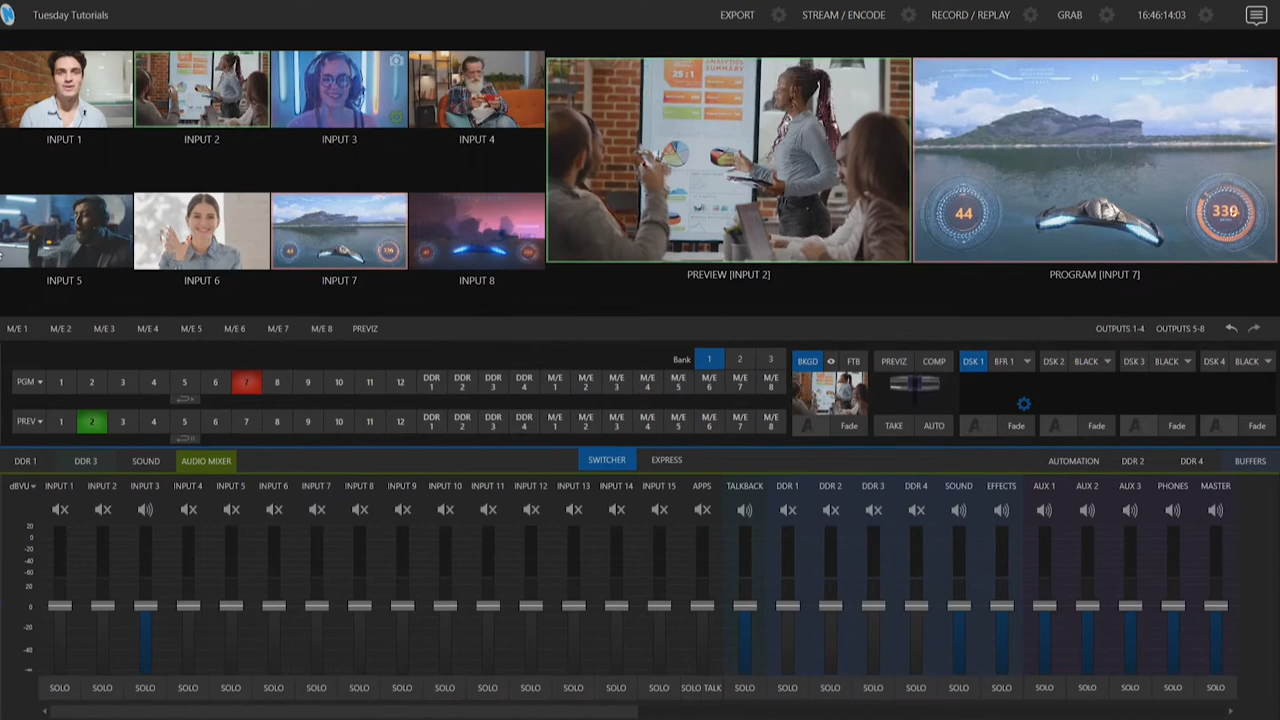 Tuesday Tutorials
EXPORT
STREAM / ENCODE
RECORD / REPLAY
GRAB
16:46:14:03
INPUT 1
INPUT 2
INPUT 3
INPUT 4
INPUT 5
INPUT 6
INPUT 7
INPUT 8
ANALYTICS
SUMMARY
25 : 1
PREVIEW [INPUT 2]
44
330
PROGRAM [INPUT 7]
M/E 1 M/E 2 M/E 3 M/E 4 M/E 5 M/E 6 M/E 7 M/E 8 PREVIZ
OUTPUTS 1-4 OUTPUTS 5-8
Bank 1 2 3
PGM 1 2 3 4 5 6 7 8 9 10 11 12 DDR 1 DDR 2 DDR 3 DDR 4 M/E 1 M/E 2 M/E 3 M/E 4 M/E 5 M/E 6 M/E 7 M/E 8
PREV 1 2 3 4 5 6 7 8 9 10 11 12 DDR 1 DDR 2 DDR 3 DDR 4 M/E 1 M/E 2 M/E 3 M/E 4 M/E 5 M/E 6 M/E 7 M/E 8
BKGD FTB
A Fade
PREVIZ COMP
TAKE AUTO
DSK 1 BFR 1 DSK 2 BLACK DSK 3 BLACK DSK 4 BLACK
A Fade A Fade A Fade A Fade
DDR 1 DDR 3 SOUND AUDIO MIXER SWITCHER EXPRESS AUTOMATION DDR 2 DDR 4 BUFFERS
dBVU INPUT 1 INPUT 2 INPUT 3 INPUT 4 INPUT 5 INPUT 6 INPUT 7 INPUT 8 INPUT 9 INPUT 10 INPUT 11 INPUT 12 INPUT 13 INPUT 14 INPUT 15 APPS TALKBACK DDR 1 DDR 2 DDR 3 DDR 4 SOUND EFFECTS AUX 1 AUX 2 AUX 3 PHONES MASTER
20
0
-20
-40
-60
20
0
-20
-40
-∞
SOLO SOLO SOLO SOLO SOLO SOLO SOLO SOLO SOLO SOLO SOLO SOLO SOLO SOLO SOLO SOLO TALK SOLO SOLO SOLO SOLO SOLO SOLO SOLO SOLO SOLO SOLO SOLO SOLO